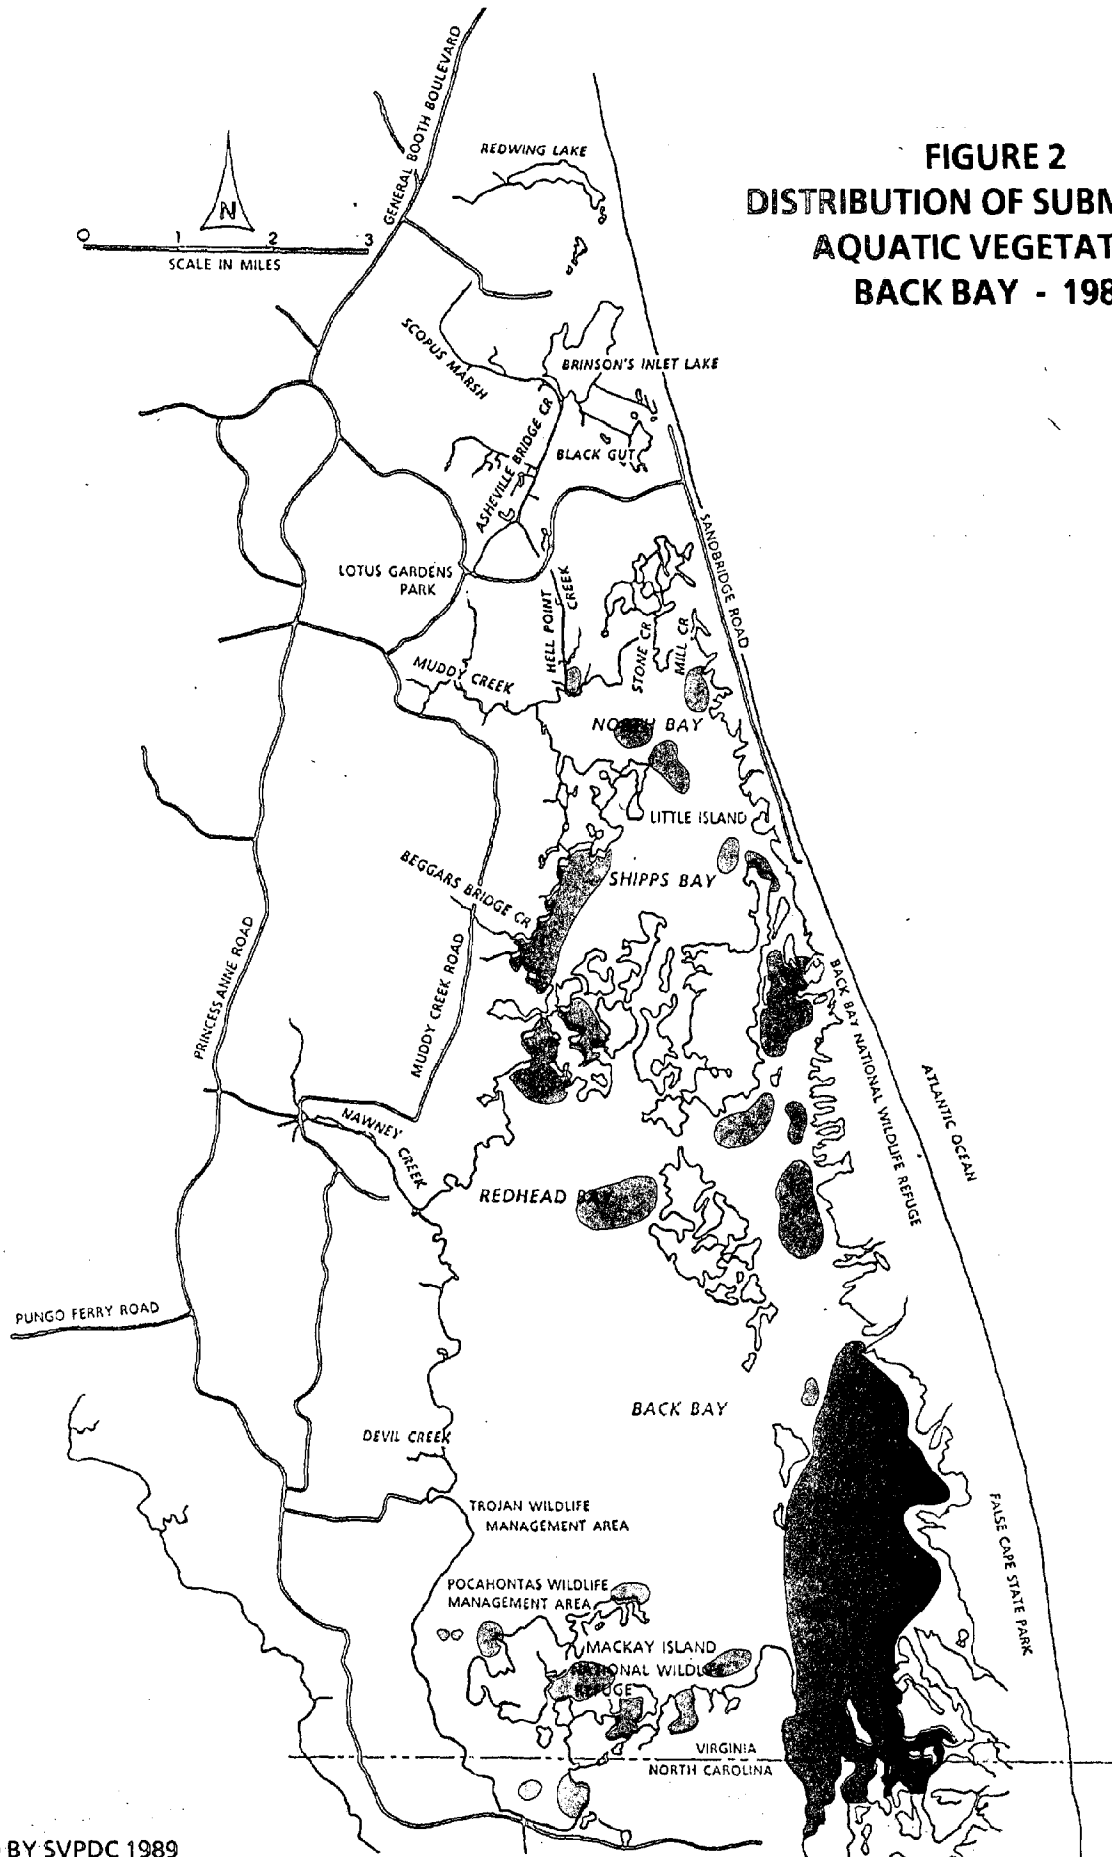 FIGURE 2
DISTRIBUTION OF SUBM
AQUATIC VEGETAT
BACK BAY - 198
GENERAL BOOTH BOULEVARD
REDWING LAKE
N
0 1 2 3
SCALE IN MILES
SCOPUS MARSH
BRINSON'S INLET LAKE
ASHEVILLE BRIDGE CR
BLACK GUT
SANDBRIDGE ROAD
LOTUS GARDENS
PARK
HELL POINT
CREEK
STONE CR
MILL CR
MUDDY CREEK
NORTH BAY
LITTLE ISLAND
BEGGARS BRIDGE CR
SHIPPS BAY
PRINCESS ANNE ROAD
MUDDY CREEK ROAD
BACK BAY NATIONAL WILDLIFE REFUGE
ATLANTIC OCEAN
NAWNEY
CREEK
REDHEAD BAY
PUNGO FERRY ROAD
BACK BAY
DEVIL CREEK
TROJAN WILDLIFE
MANAGEMENT AREA
FALSE CAPE STATE PARK
POCAHONTAS WILDLIFE
MANAGEMENT AREA
MACKAY ISLAND
NATIONAL WILDLIFE
REFUGE
VIRGINIA
NORTH CAROLINA
BY SVPDC 1989